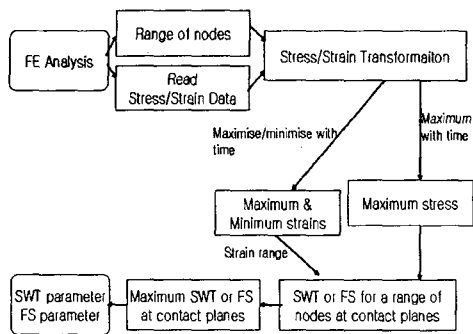 Range of nodes
FE Analysis
Read
Stress/Strain Data
Stress/Strain Transformaiton
Maximise/minimise with
time
Maximum
with time
Maximum &
Minimum strains
Maximum stress
Strain range
SWT parameter
FS parameter
Maximum SWT or FS
at contact planes
SWT or FS for a range of
nodes at contact planes